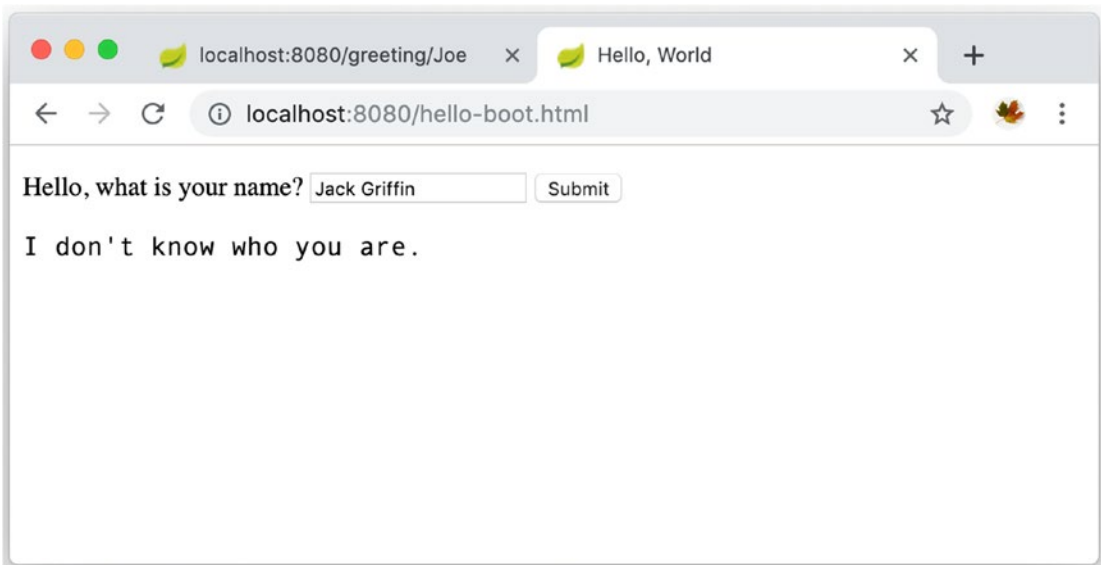 localhost:8080/greeting/Joe Hello, World
localhost:8080/hello-boot.html
Hello, what is your name? Jack Griffin Submit
I don't know who you are.